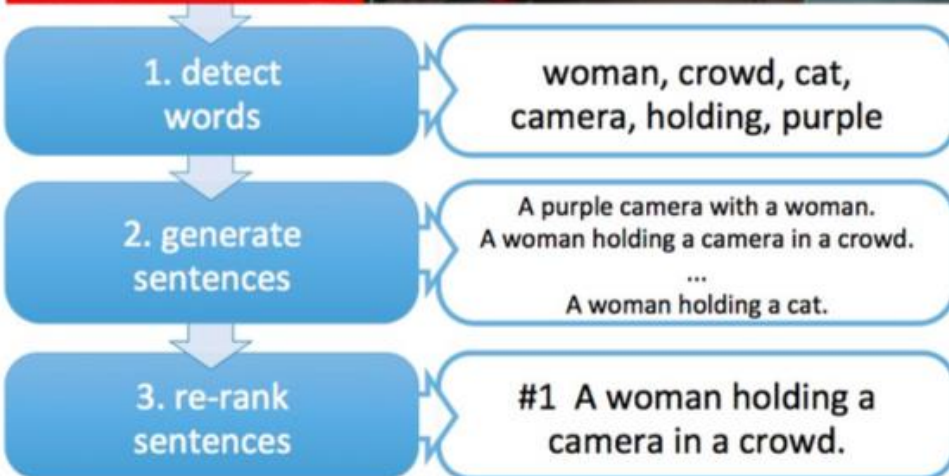 1. detect
words
woman, crowd, cat,
camera, holding, purple
2. generate
sentences
A purple camera with a woman.
A woman holding a camera in a crowd.
...
A woman holding a cat.
3. re-rank
sentences
#1 A woman holding a
camera in a crowd.